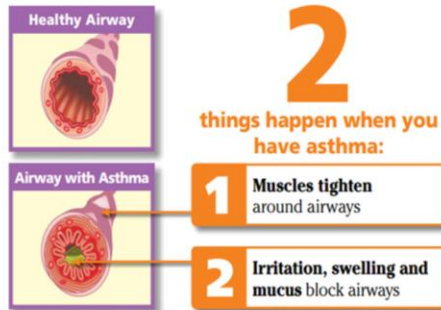 Healthy Airway
2
things happen when you
have asthma:
Airway with Asthma
1
Muscles tighten
around airways
2
Irritation, swelling and
mucus block airways